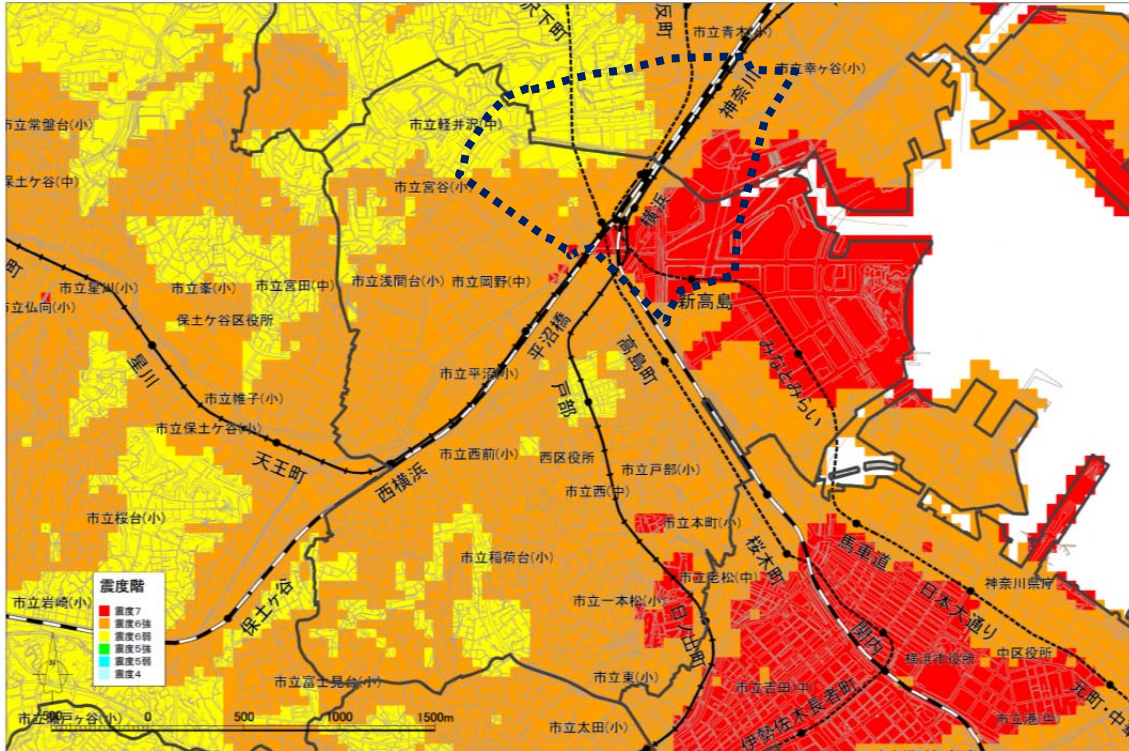 沢下町
反町
市立青木(小)
市立幸ヶ谷(小)
神奈川
市立常盤台(小)
市立軽井沢(中)
保土ケ谷(中)
市立宮谷(小)
横浜
市立星川(小)
市立峯(小)
市立宮田(中)
市立浅間台(小)
市立岡野(中)
新高島
市立仏向(小)
保土ケ谷区役所
平沼橋
高島町
みなとみらい
星川
市立平沼(小)
戸部
市立帷子(小)
市立保土ケ谷(小)
天王町
西横浜
市立西前(小)
西区役所
市立戸部(小)
市立西(中)
市立桜台(小)
市立本町(小)
桜木町
馬車道
市立稲荷台(小)
市立老松(中)
神奈川県庁
震度階
震度7
震度6強
震度6弱
震度5強
震度5弱
震度4
市立岩崎(小)
保土ヶ谷
市立一本松(小)
日ノ出町
日本大通り
関内
横浜市役所
中区役所
N
市立富士見台(小)
市立東(小)
市立吉田(中)
元町・中
500
0
500
1000
1500m
市立太田(小)
伊勢佐木長者町
市立港(中)